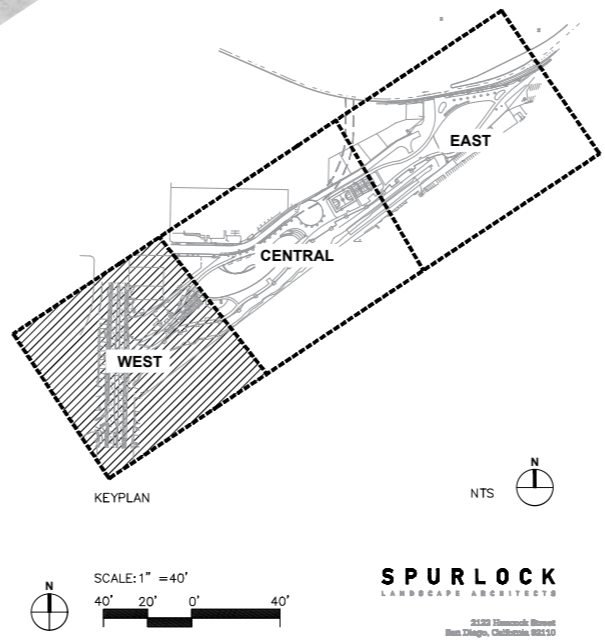 EAST
CENTRAL
WEST
KEYPLAN
NTS
N
N
SCALE: 1" = 40'
40' 20' 0' 40'
SPURLOCK
LANDSCAPE ARCHITECTS
2122 Hancock Street
San Diego, California 92110